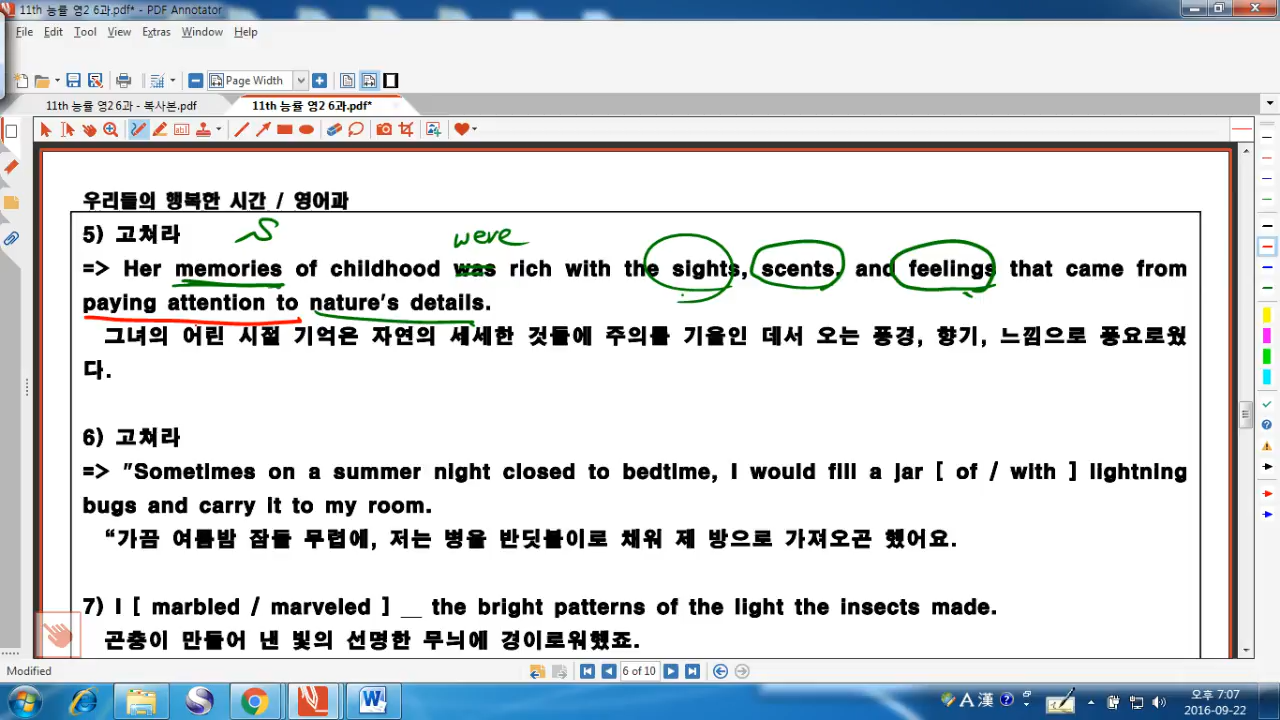 11th 능률 영2 6과.pdf* - PDF Annotator
File Edit Tool View Extras Window Help
Page Width
11th 능률 영2 6과 - 복사본.pdf 11th 능률 영2 6과.pdf*
우리들의 행복한 시간 / 영어과
5) 고쳐라
S were
=> Her memories of childhood was rich with the sights, scents, and feelings that came from
paying attention to nature's details.
그녀의 어린 시절 기억은 자연의 세세한 것들에 주의를 기울인 데서 오는 풍경, 향기, 느낌으로 풍요로웠
다.
6) 고쳐라
=> "Sometimes on a summer night closed to bedtime, I would fill a jar [ of / with ] lightning
bugs and carry it to my room.
“가끔 여름밤 잠들 무렵에, 저는 병을 반딧불이로 채워 제 방으로 가져오곤 했어요.
7) I [ marbled / marveled ] __ the bright patterns of the light the insects made.
곤충이 만들어 낸 빛의 선명한 무늬에 경이로워했죠.
Modified 6 of 10
A 漢 오후 7:07
2016-09-22